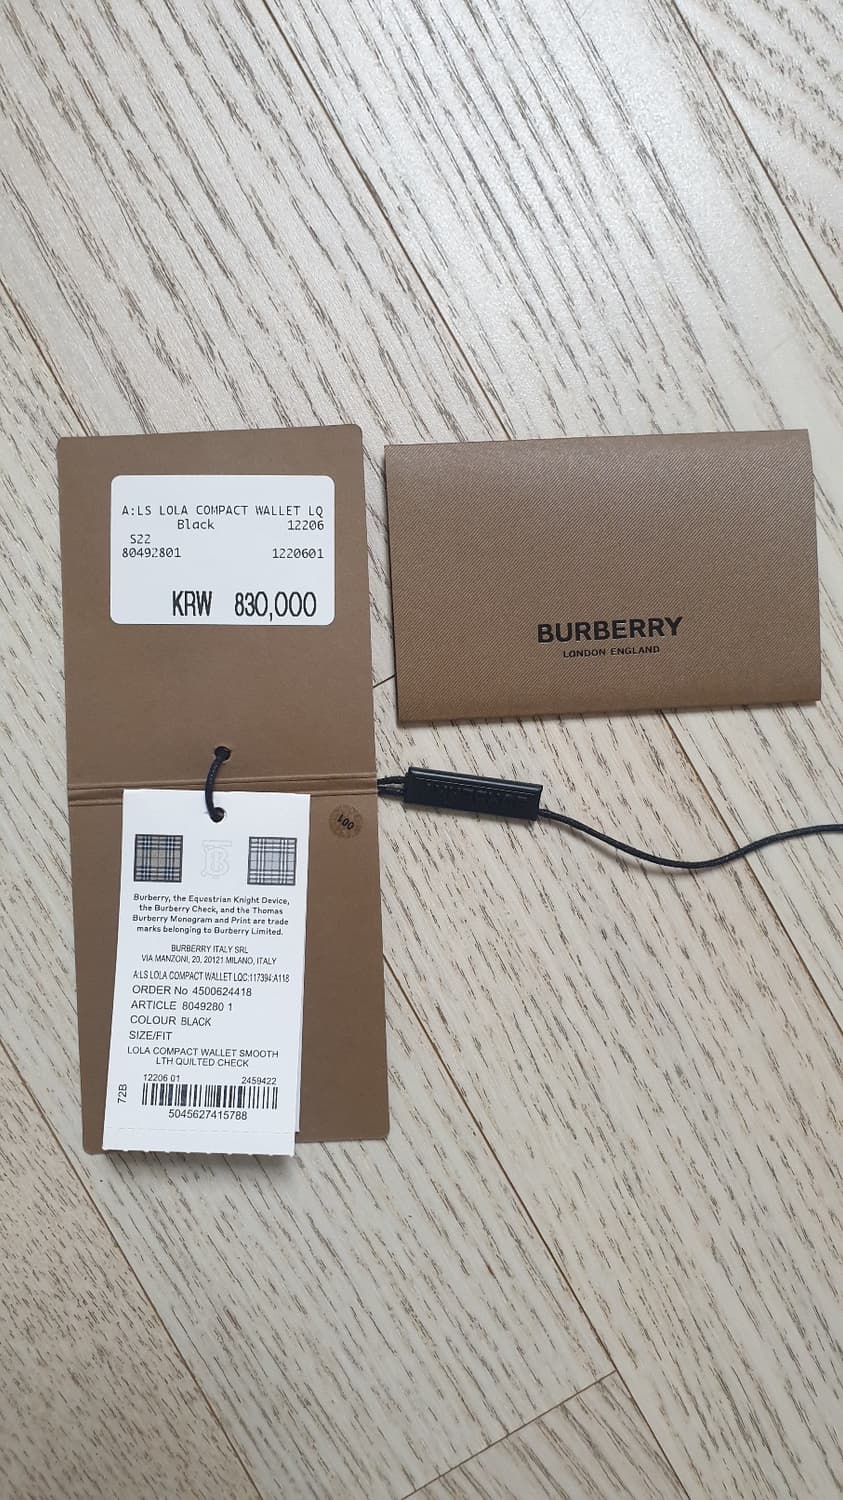 A:LS LOLA COMPACT WALLET LQ
Black 12206
S22
80492801 1220601
KRW 830,000
BURBERRY
LONDON ENGLAND
001
Burberry, the Equestrian Knight Device,
the Burberry Check, and the Thomas
Burberry Monogram and Print are trade
marks belonging to Burberry Limited.
BURBERRY ITALY SRL
VIA MANZONI, 20, 20121 MILANO, ITALY
A:LS LOLA COMPACT WALLET LQC:117394:A118
ORDER No 4500624418
ARTICLE 8049280 1
COLOUR BLACK
SIZE/FIT
LOLA COMPACT WALLET SMOOTH
LTH QUILTED CHECK
12206 01 2459422
72B
5045627415788